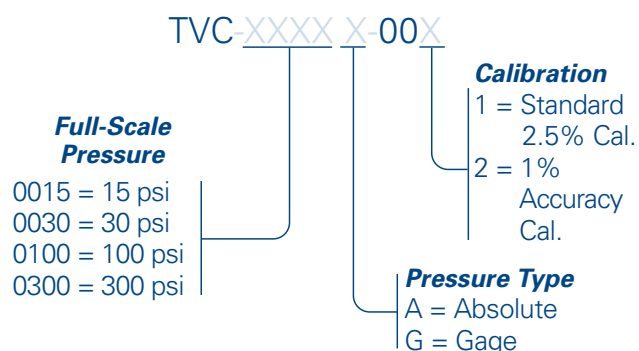 TVC-XXXX X-00X
Full-Scale
Pressure
0015 = 15 psi
0030 = 30 psi
0100 = 100 psi
0300 = 300 psi
Calibration
1 = Standard
2.5% Cal.
2 = 1%
Accuracy
Cal.
Pressure Type
A = Absolute
G = Gage